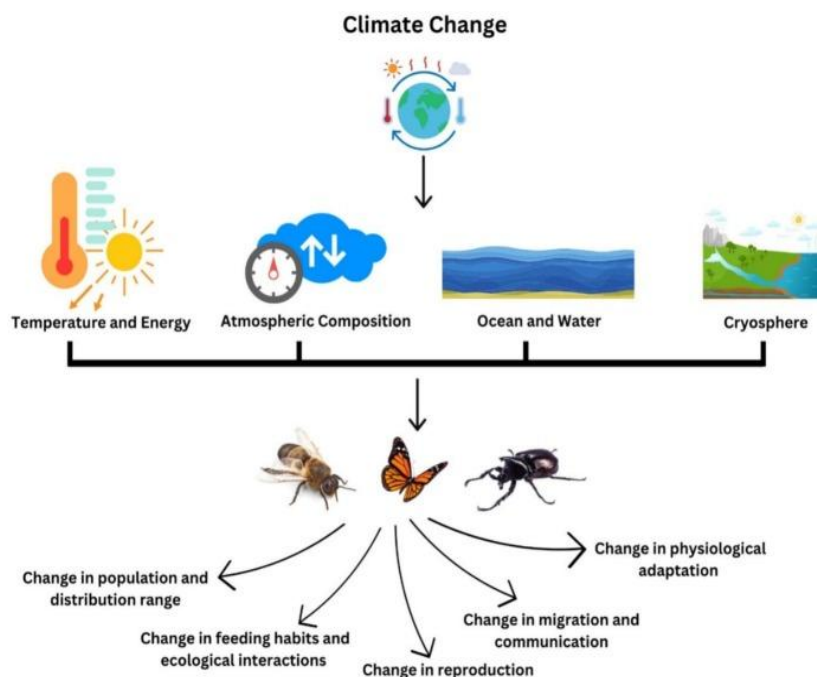 Climate Change
Temperature and Energy
Atmospheric Composition
Ocean and Water
Cryosphere
Change in population and
distribution range
Change in feeding habits and
ecological interactions
Change in reproduction
Change in migration and
communication
Change in physiological
adaptation